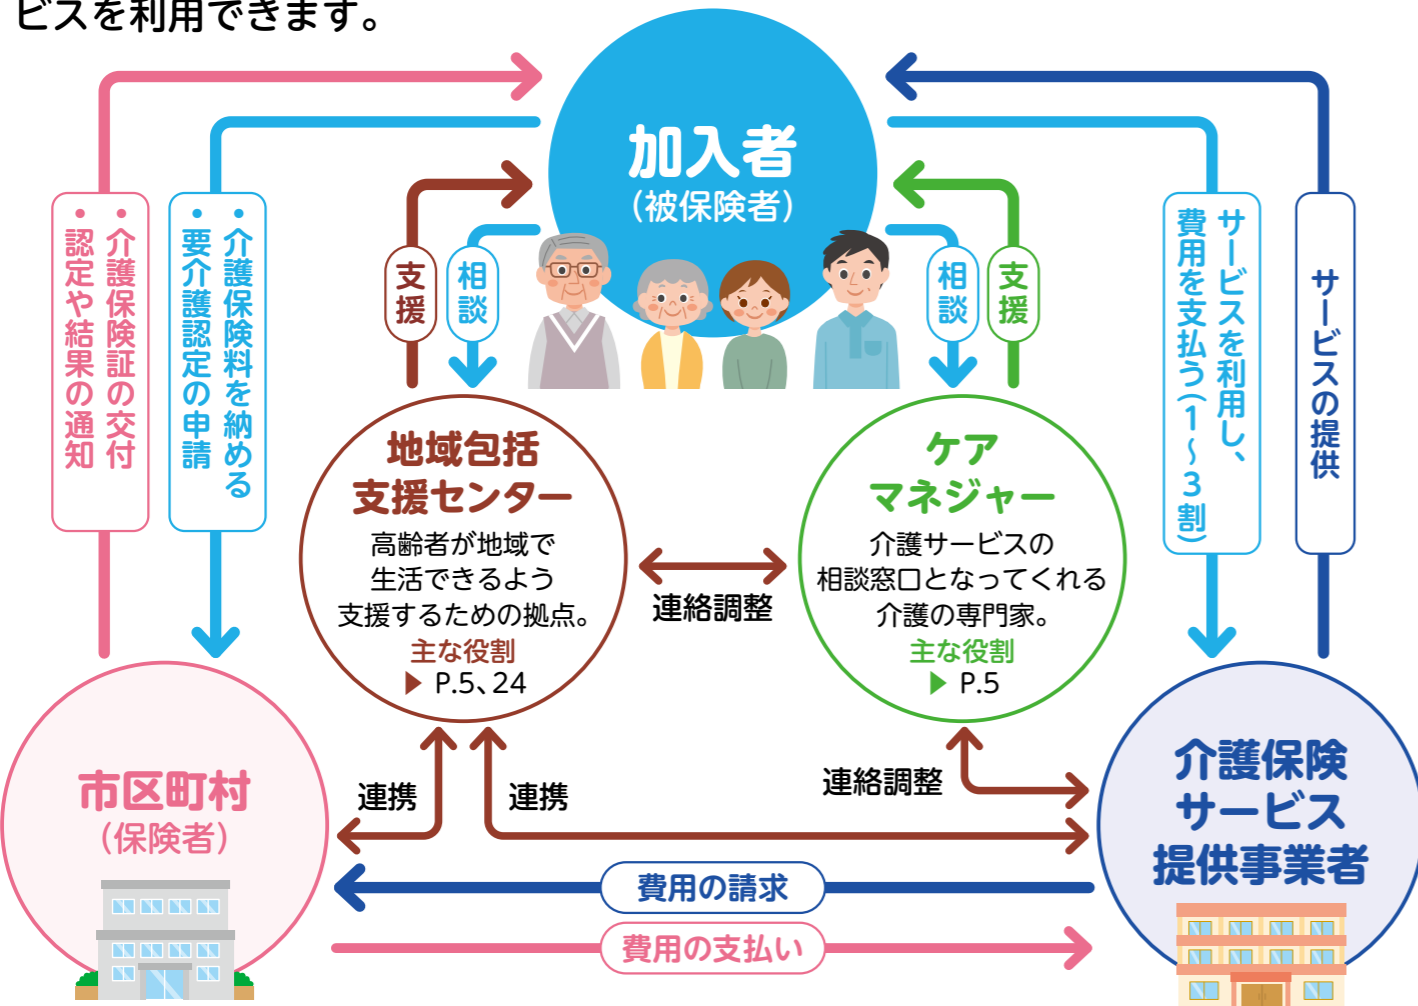 ビスを利用できます。
加入者
（被保険者）
・介護保険証の交付
・認定や結果の通知
・介護保険料を納める
・要介護認定の申請
支援
相談
相談
支援
サービスを利用し、
費用を支払う（1～3割）
サービスの提供
地域包括
支援センター
高齢者が地域で
生活できるよう
支援するための拠点。
主な役割
▶ P.5、24
連絡調整
ケア
マネジャー
介護サービスの
相談窓口となってくれる
介護の専門家。
主な役割
▶ P.5
市区町村
（保険者）
連携
連携
連絡調整
介護保険
サービス
提供事業者
費用の請求
費用の支払い